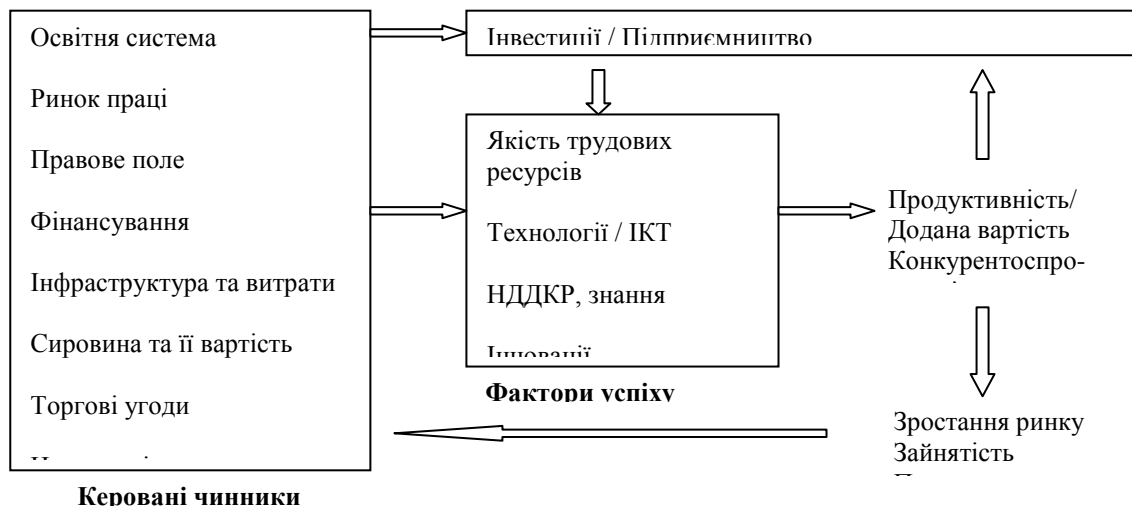 Освітня система
Ринок праці
Правове поле
Фінансування
Інфраструктура та витрати
Сировина та її вартість
Торгові угоди
Керовані чинники
Інвестиції / Підприємництво
Якість трудових
ресурсів
Технології / ІКТ
НДДКР, знання
Інновації
Фактори успіху
Продуктивність/
Додана вартість
Конкурентоспро-
Зростання ринку
Зайнятість